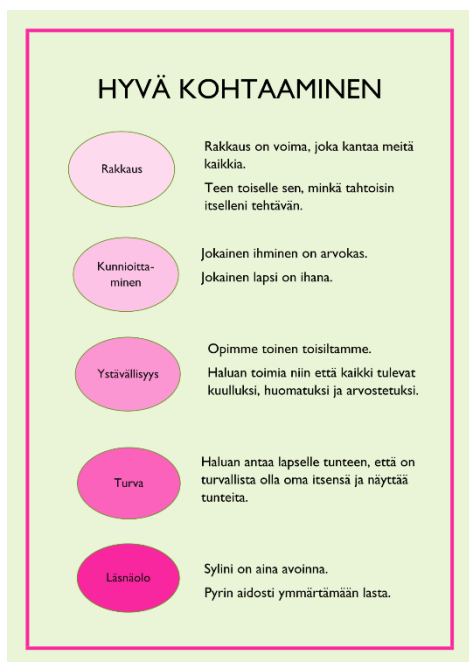 HYVÄ KOHTAAMINEN
Rakkaus
Rakkaus on voima, joka kantaa meitä
kaikkia.
Teen toiselle sen, minkä tahtoisin
itselleni tehtävän.
Kunnioitta-
minen
Jokainen ihminen on arvokas.
Jokainen lapsi on ihana.
Ystävällisyys
Opimme toinen toisiltamme.
Haluan toimia niin että kaikki tulevat
kuulluksi, huomatuksi ja arvostetuksi.
Turva
Haluan antaa lapselle tunteen, että on
turvallista olla oma itsensä ja näyttää
tunteita.
Läsnäolo
Sylini on aina avoinna.
Pyrin aidosti ymmärtämään lasta.